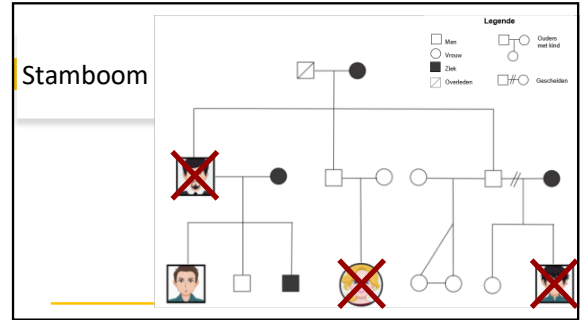 Stamboom
Legende
Man
Vrouw
Ziek
Overleden
Ouders
met kind
Gescheiden